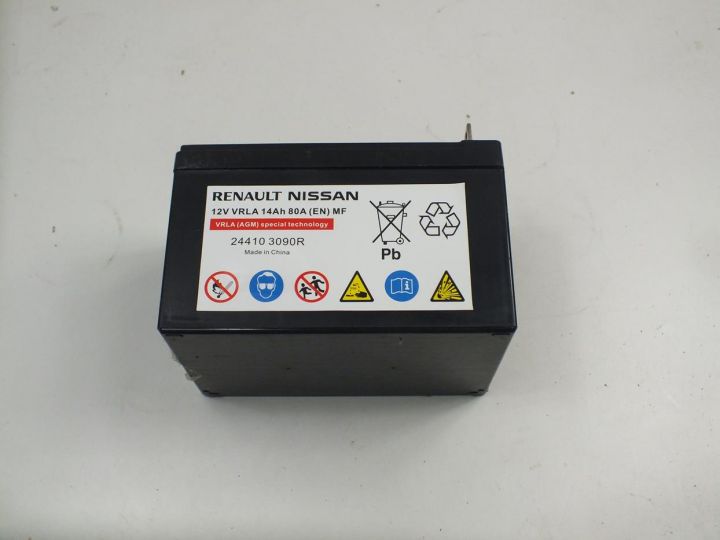 RENAULT NISSAN
12V VRLA 14Ah 80A (EN) MF
VRLA (AGM) special technology
24410 3090R
Made in China
Pb